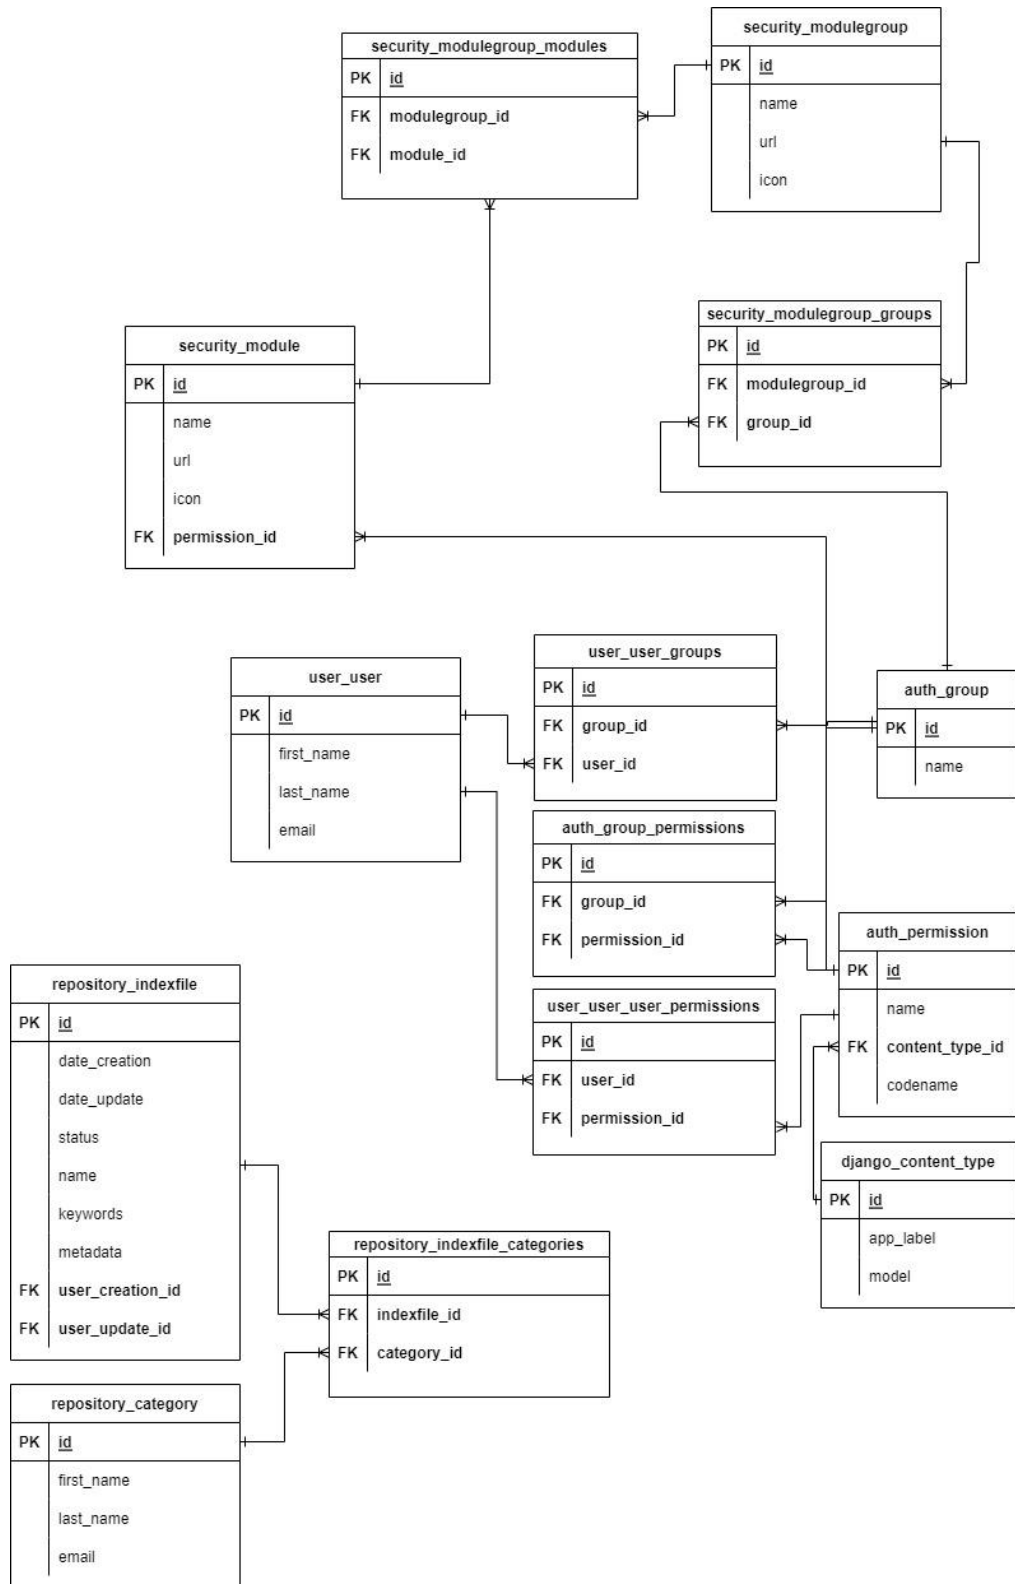 security_modulegroup
PK id
name
url
icon
security_modulegroup_modules
PK id
FK modulegroup_id
FK module_id
security_modulegroup_groups
PK id
FK modulegroup_id
FK group_id
security_module
PK id
name
url
icon
FK permission_id
user_user_groups
PK id
FK group_id
FK user_id
user_user
PK id
first_name
last_name
email
auth_group
PK id
name
auth_group_permissions
PK id
FK group_id
FK permission_id
auth_permission
PK id
name
FK content_type_id
codename
repository_indexfile
PK id
date_creation
date_update
status
name
keywords
metadata
FK user_creation_id
FK user_update_id
user_user_user_permissions
PK id
FK user_id
FK permission_id
django_content_type
PK id
app_label
model
repository_indexfile_categories
PK id
FK indexfile_id
FK category_id
repository_category
PK id
first_name
last_name
email